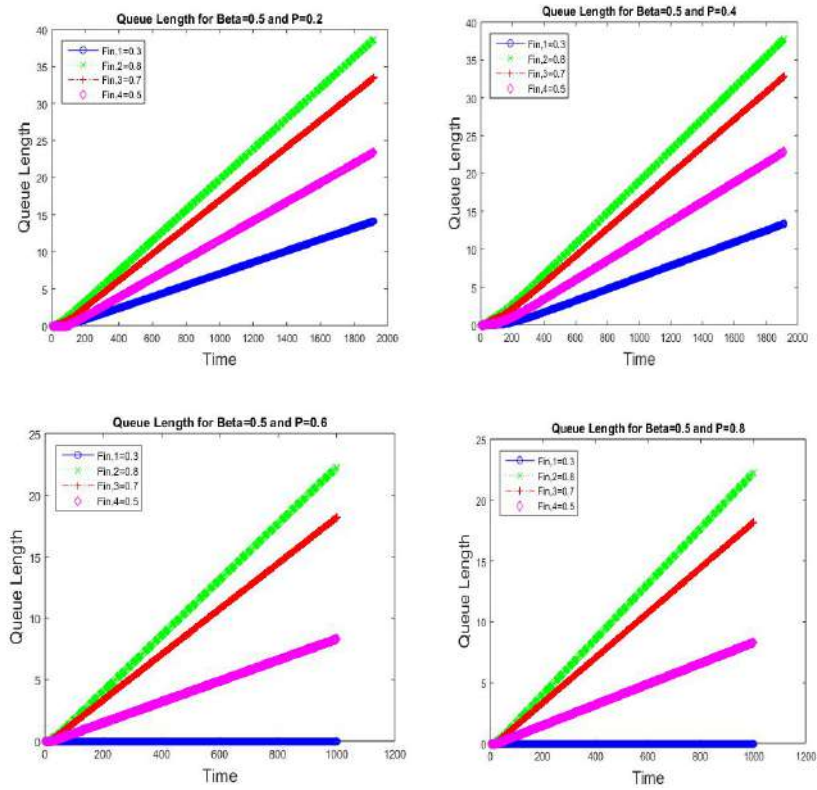 Queue Length for Beta=0.5 and P=0.2
Queue Length
40
35
30
25
20
15
10
5
0
Fin,1=0.3
Fin,2=0.8
Fin,3=0.7
Fin,4=0.5
0 200 400 600 800 1000 1200 1400 1600 1800 2000
Time
Queue Length for Beta=0.5 and P=0.4
Queue Length
40
35
30
25
20
15
10
5
0
Fin,1=0.3
Fin,2=0.8
Fin,3=0.7
Fin,4=0.5
0 200 400 600 800 1000 1200 1400 1600 1800 2000
Time
Queue Length for Beta=0.5 and P=0.6
Queue Length
25
20
15
10
5
0
Fin,1=0.3
Fin,2=0.8
Fin,3=0.7
Fin,4=0.5
0 200 400 600 800 1000 1200
Time
Queue Length for Beta=0.5 and P=0.8
Queue Length
25
20
15
10
5
0
Fin,1=0.3
Fin,2=0.8
Fin,3=0.7
Fin,4=0.5
0 200 400 600 800 1000 1200
Time